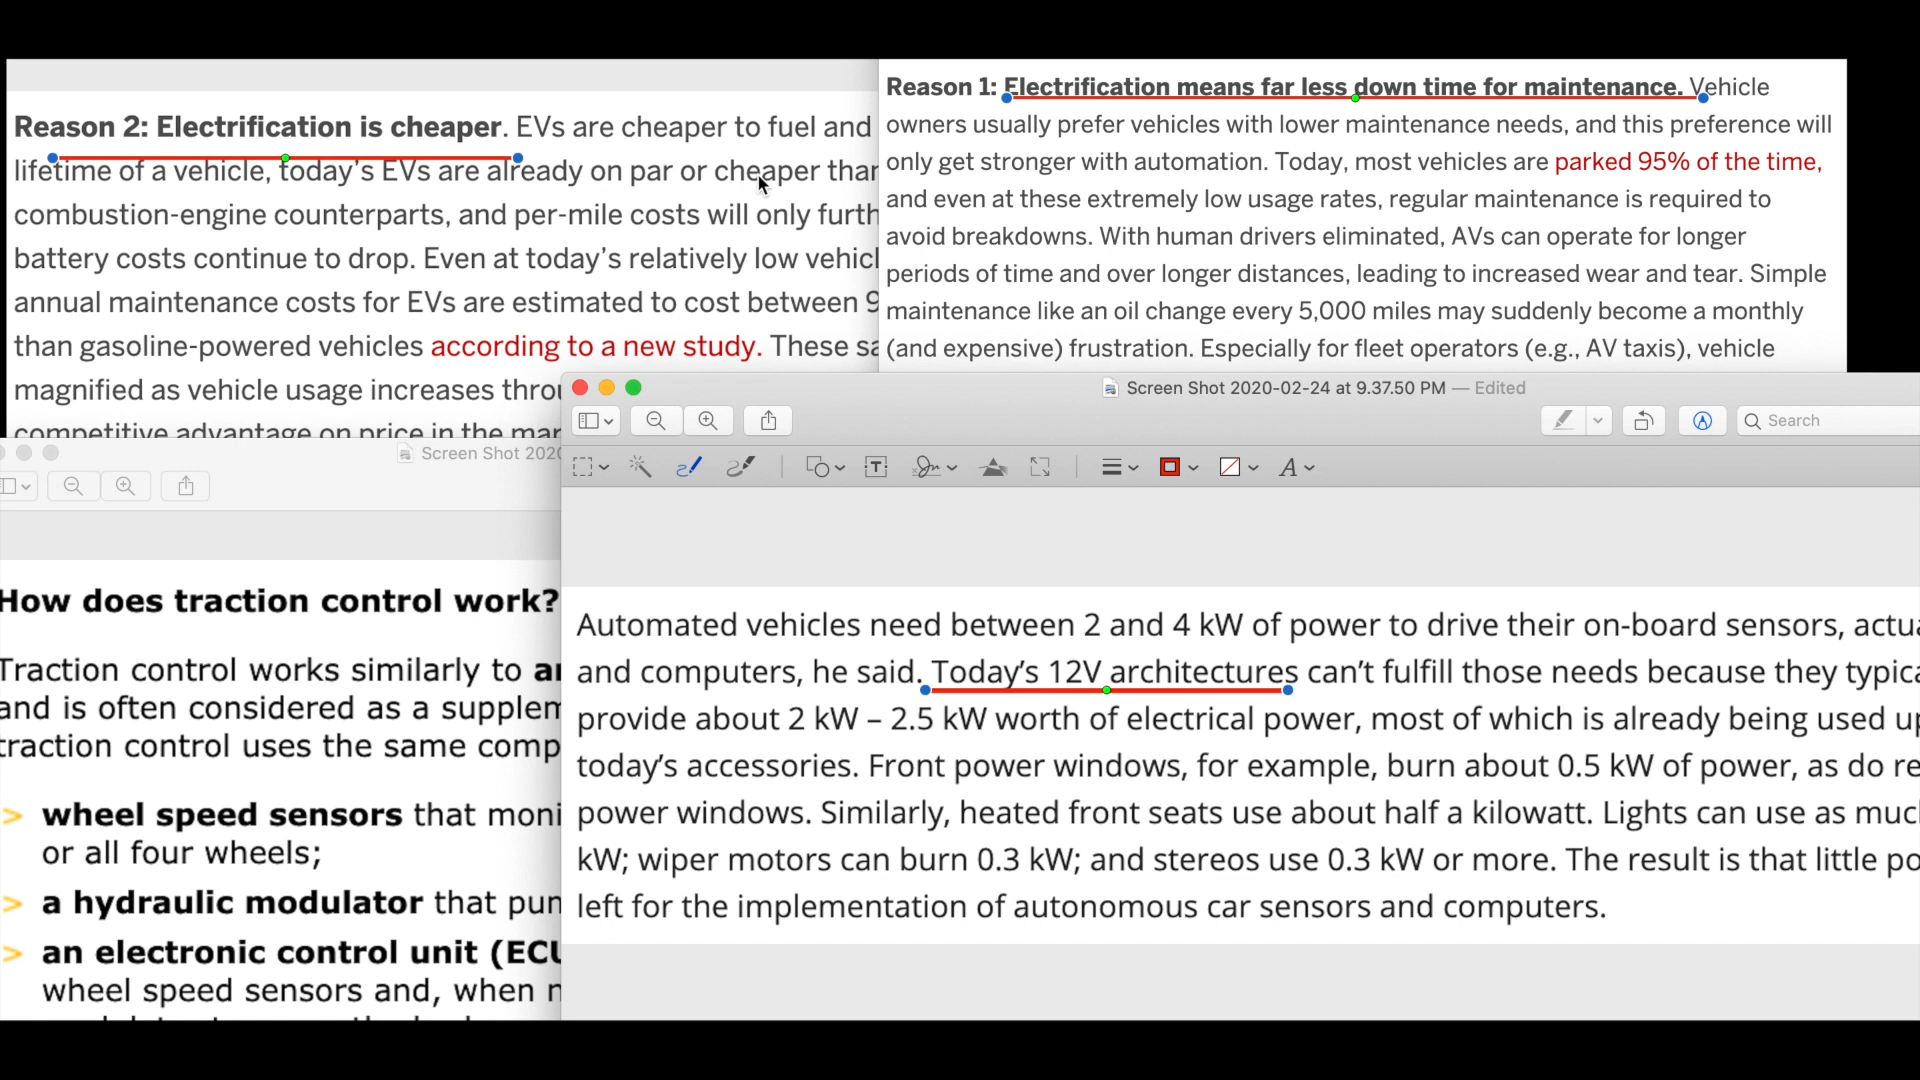 Reason 2: Electrification is cheaper. EVs are cheaper to fuel and
lifetime of a vehicle, today's EVs are already on par or cheaper than
combustion-engine counterparts, and per-mile costs will only furth
battery costs continue to drop. Even at today's relatively low vehicl
annual maintenance costs for EVs are estimated to cost between 9
than gasoline-powered vehicles according to a new study. These sa
magnified as vehicle usage increases throu
competitive advantage on price in the mar
Reason 1: Electrification means far less down time for maintenance. Vehicle
owners usually prefer vehicles with lower maintenance needs, and this preference will
only get stronger with automation. Today, most vehicles are parked 95% of the time,
and even at these extremely low usage rates, regular maintenance is required to
avoid breakdowns. With human drivers eliminated, AVs can operate for longer
periods of time and over longer distances, leading to increased wear and tear. Simple
maintenance like an oil change every 5,000 miles may suddenly become a monthly
(and expensive) frustration. Especially for fleet operators (e.g., AV taxis), vehicle
Screen Shot 202
How does traction control work?
Traction control works similarly to a
and is often considered as a supplem
traction control uses the same comp
> wheel speed sensors that moni
or all four wheels;
> a hydraulic modulator that pum
> an electronic control unit (ECU
wheel speed sensors and, when n
Screen Shot 2020-02-24 at 9.37.50 PM — Edited
Search
Automated vehicles need between 2 and 4 kW of power to drive their on-board sensors, actua
and computers, he said. Today's 12V architectures can't fulfill those needs because they typica
provide about 2 kW – 2.5 kW worth of electrical power, most of which is already being used up
today's accessories. Front power windows, for example, burn about 0.5 kW of power, as do re
power windows. Similarly, heated front seats use about half a kilowatt. Lights can use as muc
kW; wiper motors can burn 0.3 kW; and stereos use 0.3 kW or more. The result is that little po
left for the implementation of autonomous car sensors and computers.